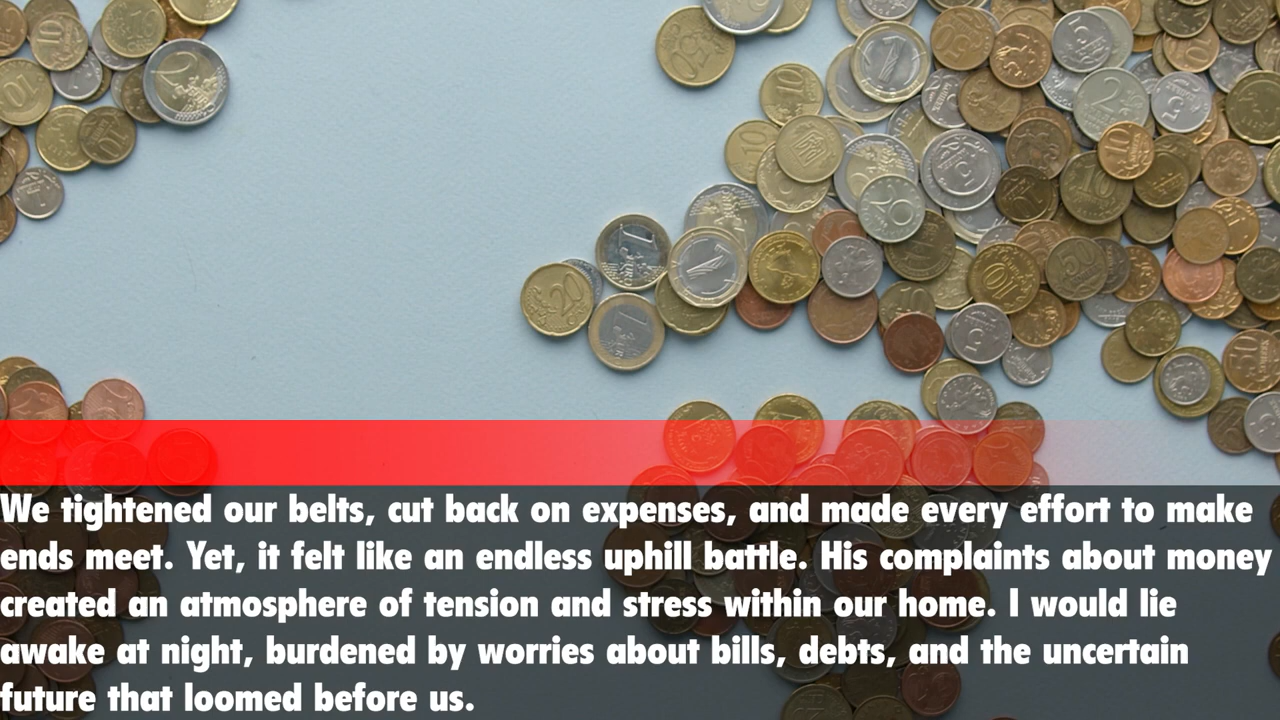 We tightened our belts, cut back on expenses, and made every effort to make
ends meet. Yet, it felt like an endless uphill battle. His complaints about money
created an atmosphere of tension and stress within our home. I would lie
awake at night, burdened by worries about bills, debts, and the uncertain
future that loomed before us.